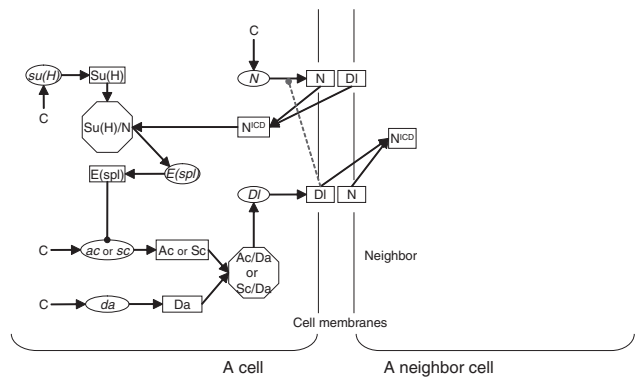 C
su(H)
Su(H)
N
N
Dl
C
Su(H)/N
N^ICD
N^ICD
E(spl)
E(spl)
Dl
Dl
N
C
ac or sc
Ac or Sc
Ac/Da
or
Sc/Da
Neighbor
C
da
Da
Cell membranes
A cell
A neighbor cell